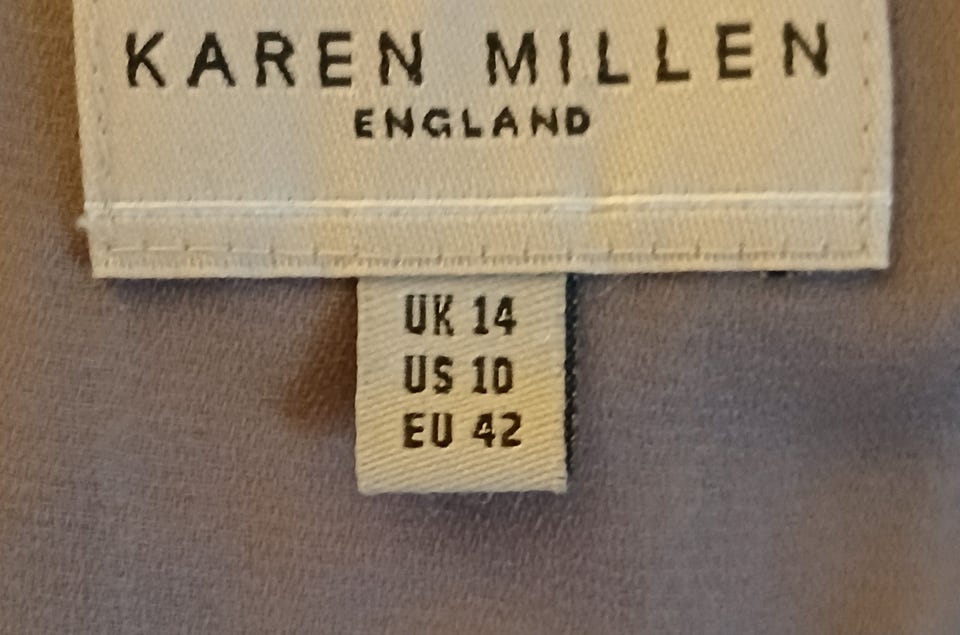 KAREN MILLEN
ENGLAND
UK 14
US 10
EU 42